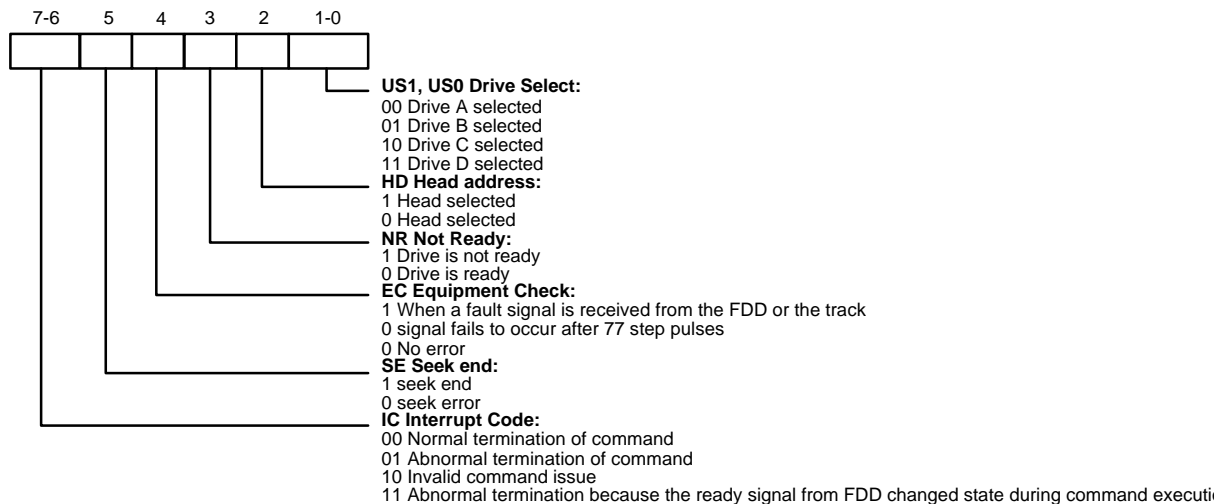 7-6 5 4 3 2 1-0
US1, US0 Drive Select:
00 Drive A selected
01 Drive B selected
10 Drive C selected
11 Drive D selected
HD Head address:
1 Head selected
0 Head selected
NR Not Ready:
1 Drive is not ready
0 Drive is ready
EC Equipment Check:
1 When a fault signal is received from the FDD or the track
0 signal fails to occur after 77 step pulses
0 No error
SE Seek end:
1 seek end
0 seek error
IC Interrupt Code:
00 Normal termination of command
01 Abnormal termination of command
10 Invalid command issue
11 Abnormal termination because the ready signal from FDD changed state during command